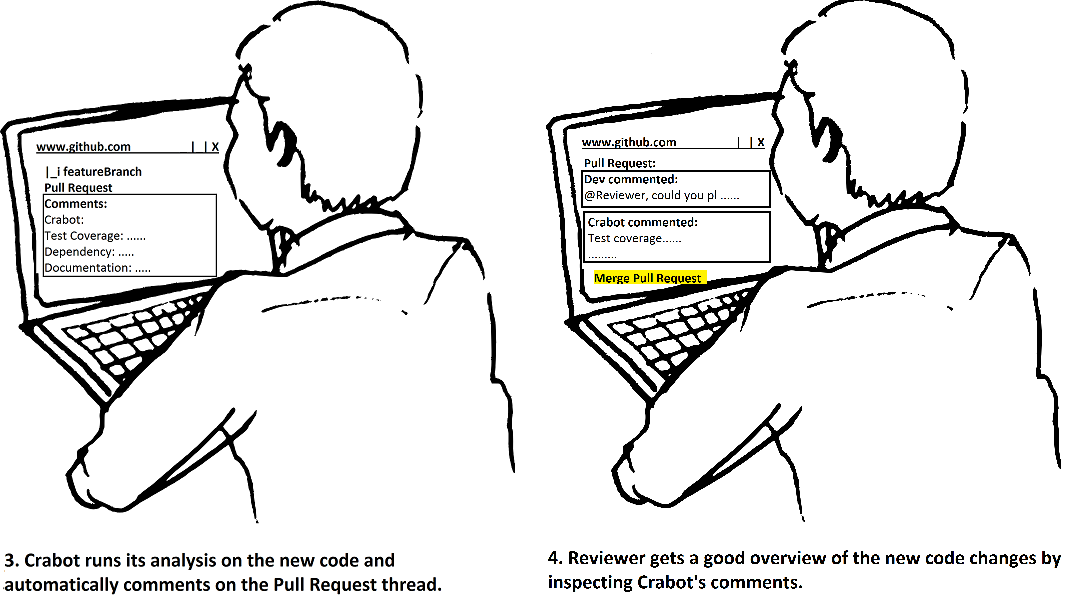 www.github.com _ | | X
|_i featureBranch
Pull Request
Comments:
Crabot:
Test Coverage: ......
Dependency: .....
Documentation: .....
3. Crabot runs its analysis on the new code and
automatically comments on the Pull Request thread.
www.github.com | | X
Pull Request:
Dev commented:
@Reviewer, could you pl ......
Crabot commented:
Test coverage......
.........
Merge Pull Request
4. Reviewer gets a good overview of the new code changes by
inspecting Crabot's comments.